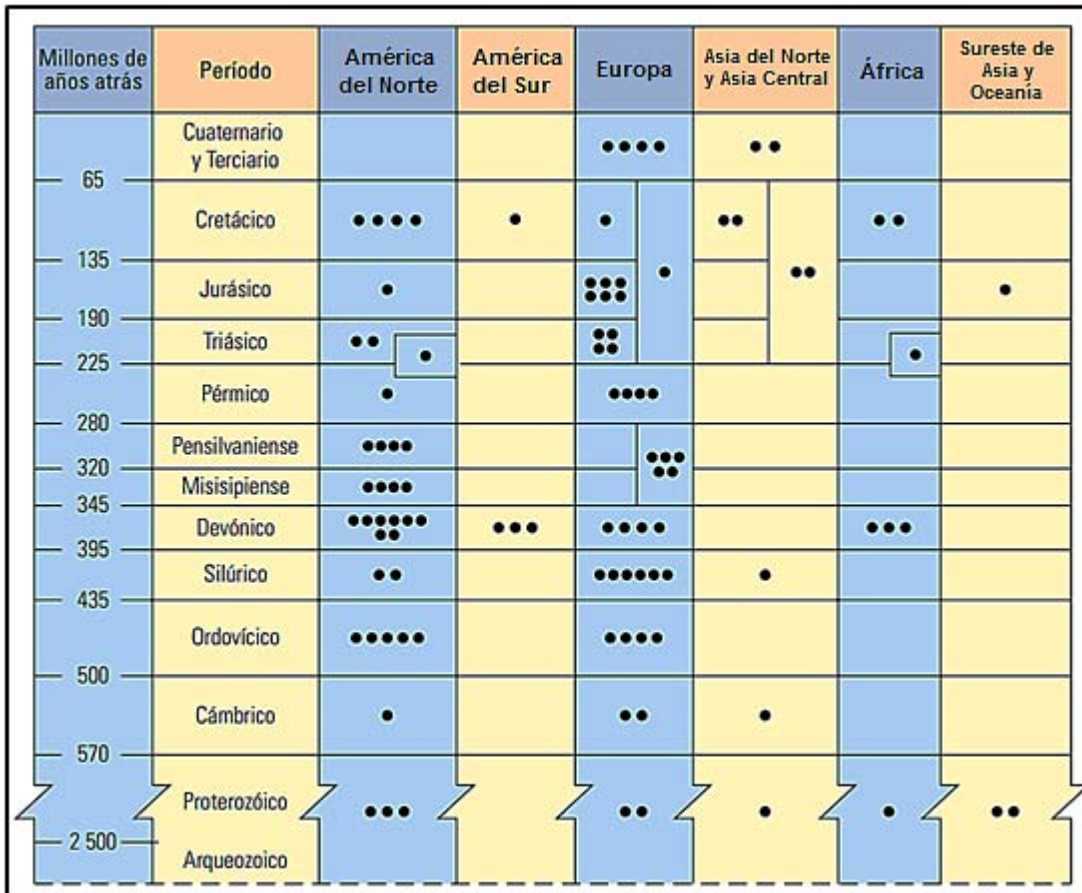 Millones de
años atrás
Período
América
del Norte
América
del Sur
Europa
Asia del Norte
y Asia Central
África
Sureste de
Asia y
Oceanía
Cuaternario
y Terciario
65
Cretácico
135
Jurásico
190
Triásico
225
Pérmico
280
Pensilvaniense
320
Misisipiense
345
Devónico
395
Silúrico
435
Ordovícico
500
Cámbrico
570
Proterozóico
2 500
Arqueozoico